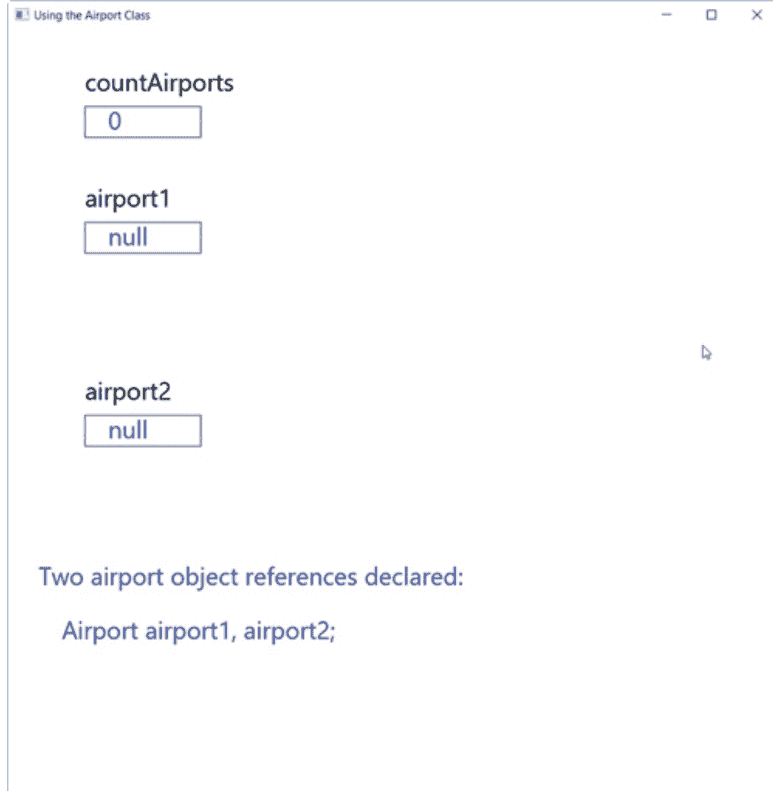 Using the Airport Class
countAirports
0
airport1
null
airport2
null
Two airport object references declared:
Airport airport1, airport2;